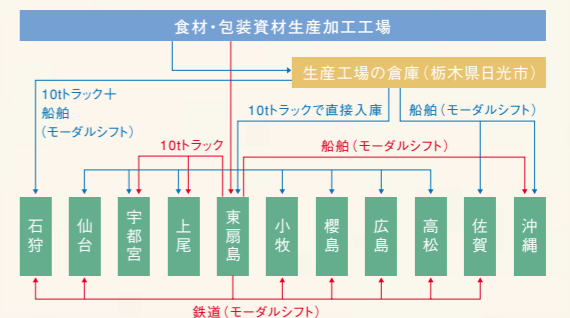 食材・包装資材生産加工工場
生産工場の倉庫(栃木県日光市)
10tトラック＋
船舶
(モーダルシフト)
10tトラックで直接入庫
船舶(モーダルシフト)
10tトラック
船舶(モーダルシフト)
石狩
仙台
宇都宮
上尾
東扇島
小牧
櫻島
広島
高松
佐賀
沖縄
鉄道(モーダルシフト)